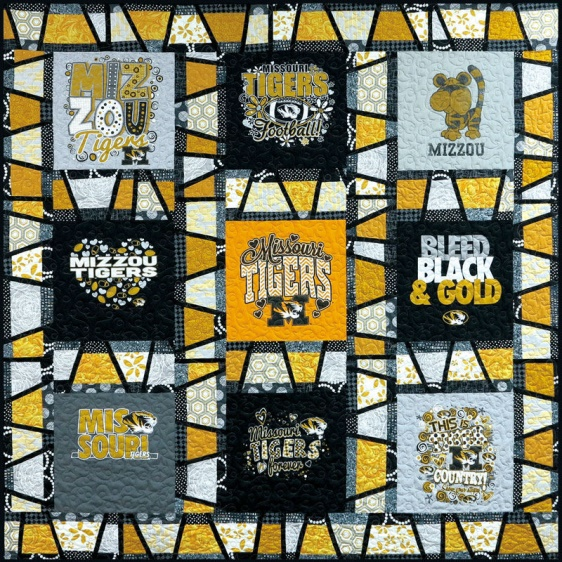 MIZ
ZOU
Tigers
MISSOURI
TIGERS
Football!
MIZZOU
MIZZOU
TIGERS
Missouri
TIGERS
M
BLEED
BLACK
& GOLD
MIS
SOURI
TIGERS
Missouri
TIGERS
forever
THIS IS
COUNTRY!